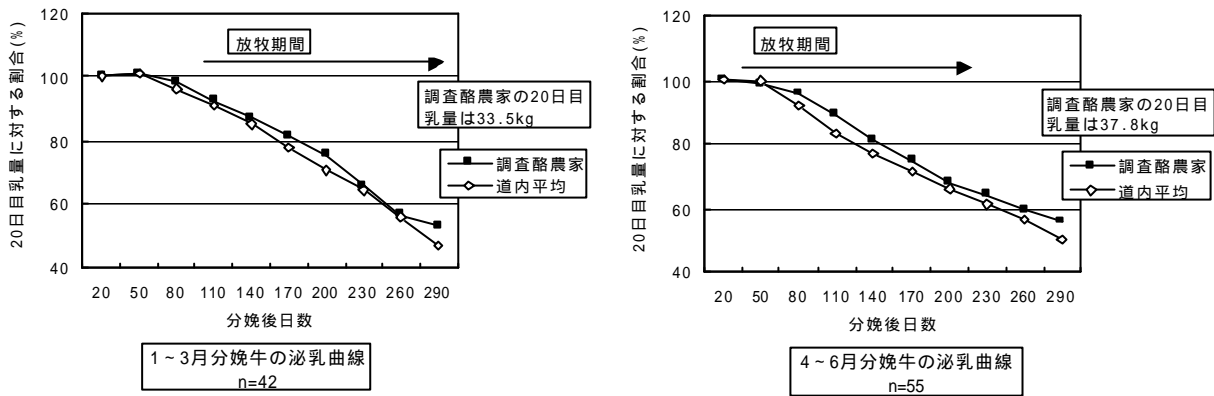 20日目乳量に対する割合(%)
120
100
80
60
40
放牧期間
調査酪農家の20日目
乳量は33.5kg
調査酪農家
道内平均
20 50 80 110 140 170 200 230 260 290
分娩後日数
1～3月分娩牛の泌乳曲線
n=42
20日目乳量に対する割合(%)
120
100
80
60
40
放牧期間
調査酪農家の20日目
乳量は37.8kg
調査酪農家
道内平均
20 50 80 110 140 170 200 230 260 290
分娩後日数
4～6月分娩牛の泌乳曲線
n=55